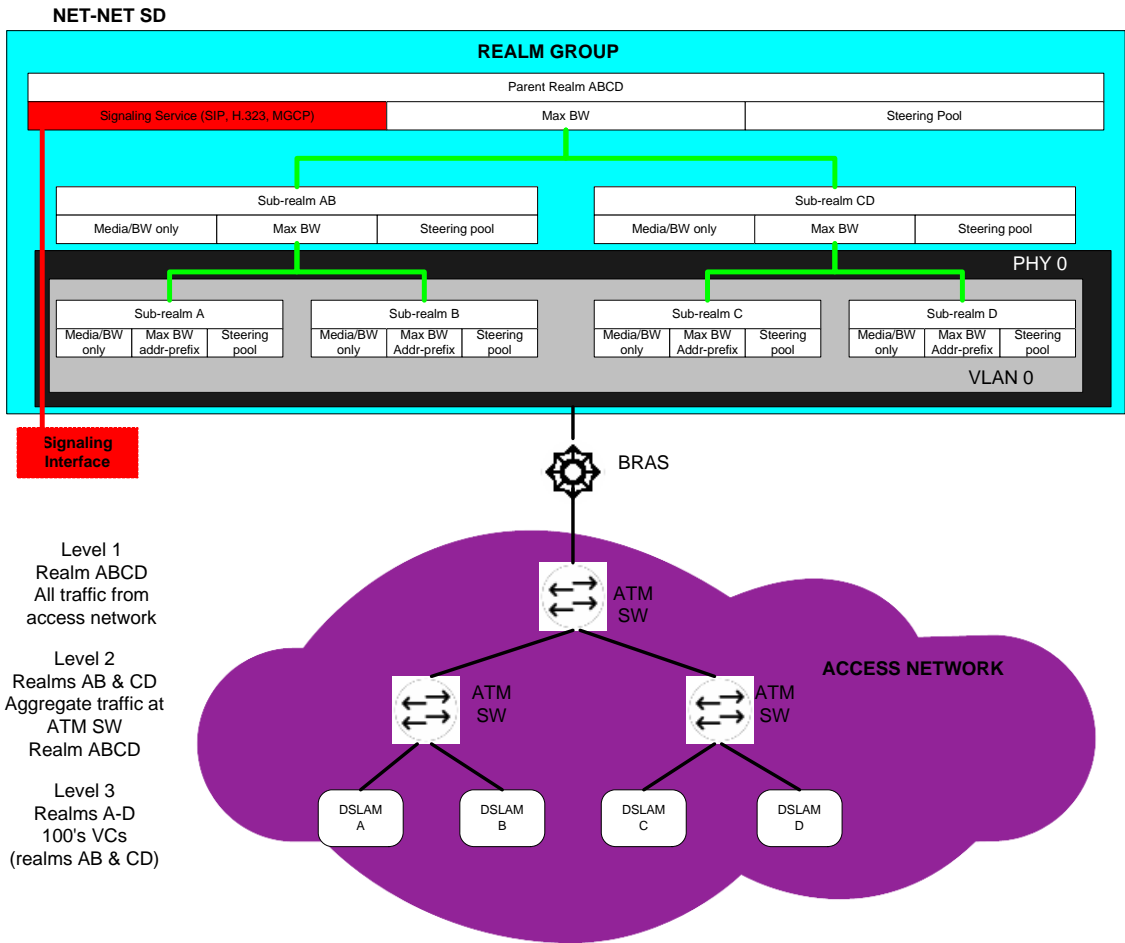 NET-NET SD
REALM GROUP
Parent Realm ABCD
Signaling Service (SIP, H.323, MGCP)
Max BW
Steering Pool
Sub-realm AB
Media/BW only
Max BW
Steering pool
Sub-realm CD
Media/BW only
Max BW
Steering pool
PHY 0
Sub-realm A
Media/BW
only
Max BW
addr-prefix
Steering
pool
Sub-realm B
Media/BW
only
Max BW
Addr-prefix
Steering
pool
Sub-realm C
Media/BW
only
Max BW
Addr-prefix
Steering
pool
Sub-realm D
Media/BW
only
Max BW
Addr-prefix
Steering
pool
VLAN 0
Signaling
Interface
BRAS
Level 1
Realm ABCD
All traffic from
access network
ATM
SW
Level 2
Realms AB & CD
Aggregate traffic at
ATM SW
Realm ABCD
ACCESS NETWORK
ATM
SW
ATM
SW
Level 3
Realms A-D
100's VCs
(realms AB & CD)
DSLAM
A
DSLAM
B
DSLAM
C
DSLAM
D